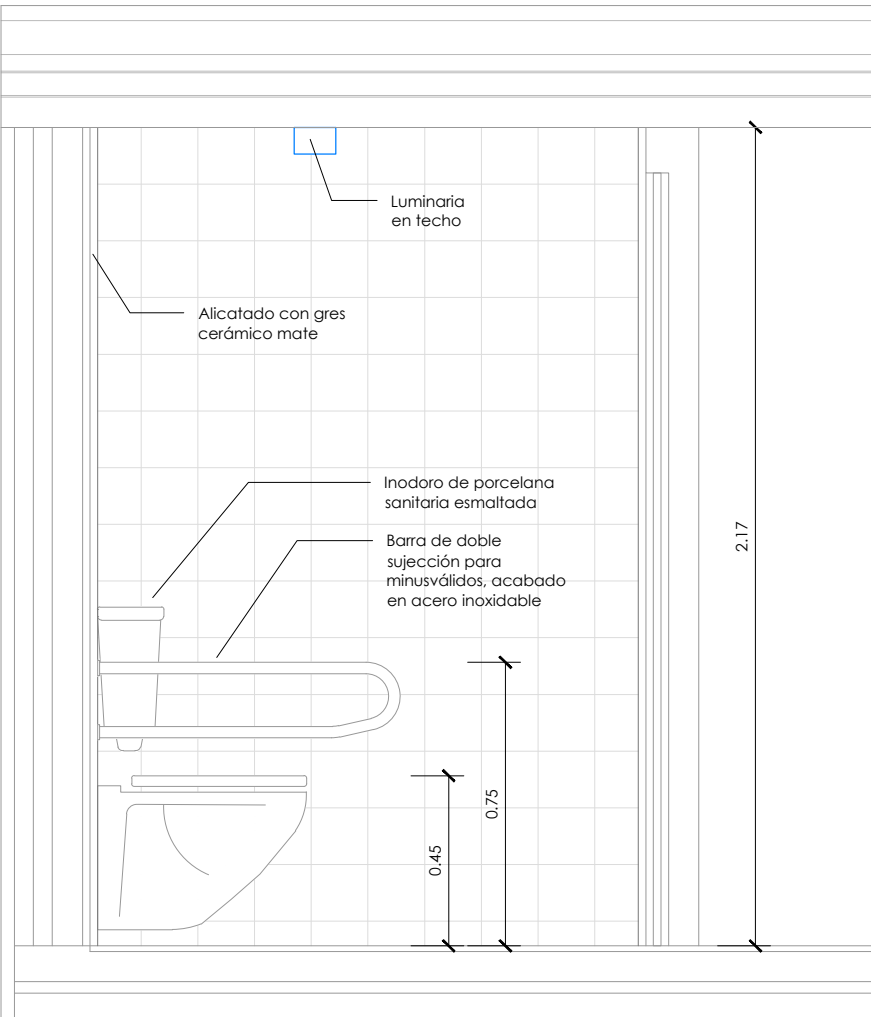 Luminaria
en techo
Alicatado con gres
cerámico mate
Inodoro de porcelana
sanitaria esmaltada
Barra de doble
sujección para
minusválidos, acabado
en acero inoxidable
2.17
0.75
0.45